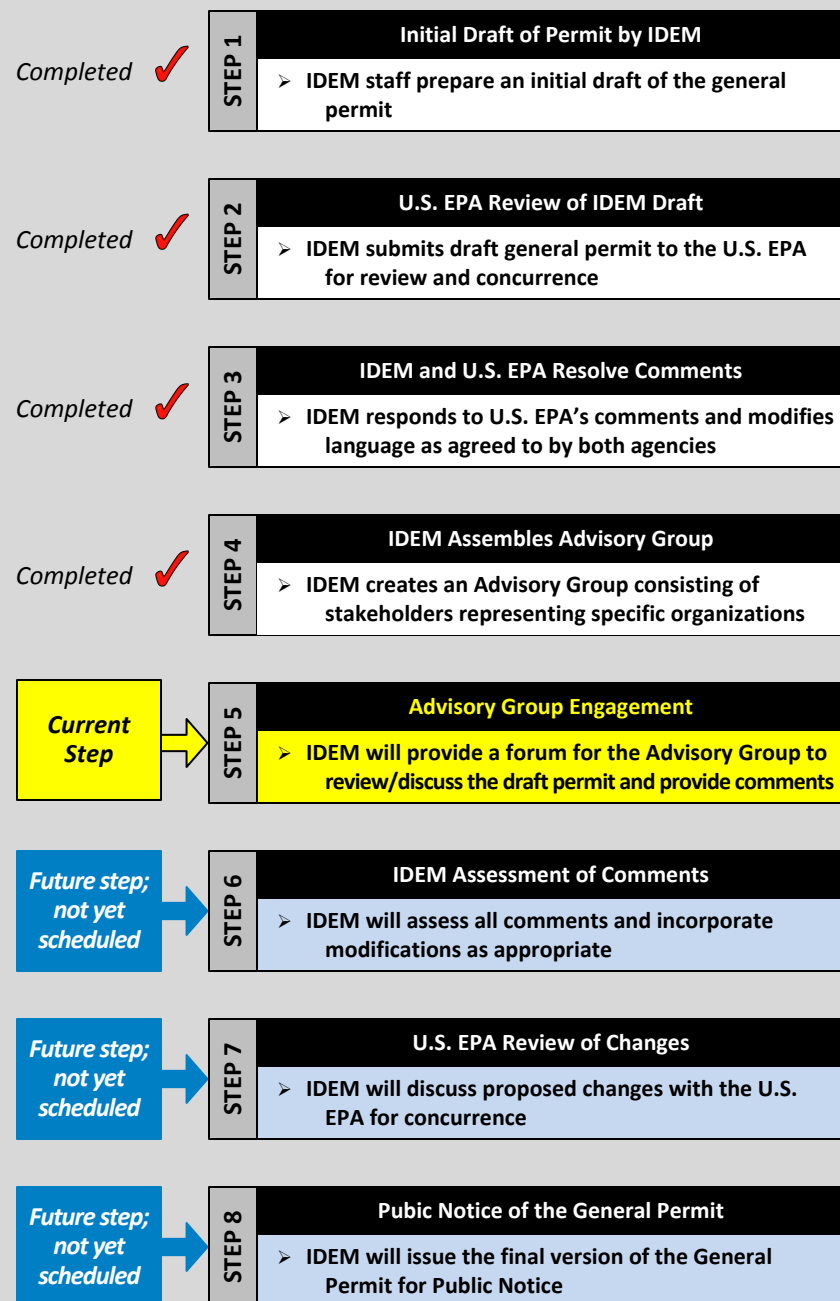 Completed
STEP 1
Initial Draft of Permit by IDEM
➢ IDEM staff prepare an initial draft of the general
permit
Completed
STEP 2
U.S. EPA Review of IDEM Draft
➢ IDEM submits draft general permit to the U.S. EPA
for review and concurrence
Completed
STEP 3
IDEM and U.S. EPA Resolve Comments
➢ IDEM responds to U.S. EPA’s comments and modifies
language as agreed to by both agencies
Completed
STEP 4
IDEM Assembles Advisory Group
➢ IDEM creates an Advisory Group consisting of
stakeholders representing specific organizations
Current
Step
STEP 5
Advisory Group Engagement
➢ IDEM will provide a forum for the Advisory Group to
review/discuss the draft permit and provide comments
Future step;
not yet
scheduled
STEP 6
IDEM Assessment of Comments
➢ IDEM will assess all comments and incorporate
modifications as appropriate
Future step;
not yet
scheduled
STEP 7
U.S. EPA Review of Changes
➢ IDEM will discuss proposed changes with the U.S.
EPA for concurrence
Future step;
not yet
scheduled
STEP 8
Pubic Notice of the General Permit
➢ IDEM will issue the final version of the General
Permit for Public Notice